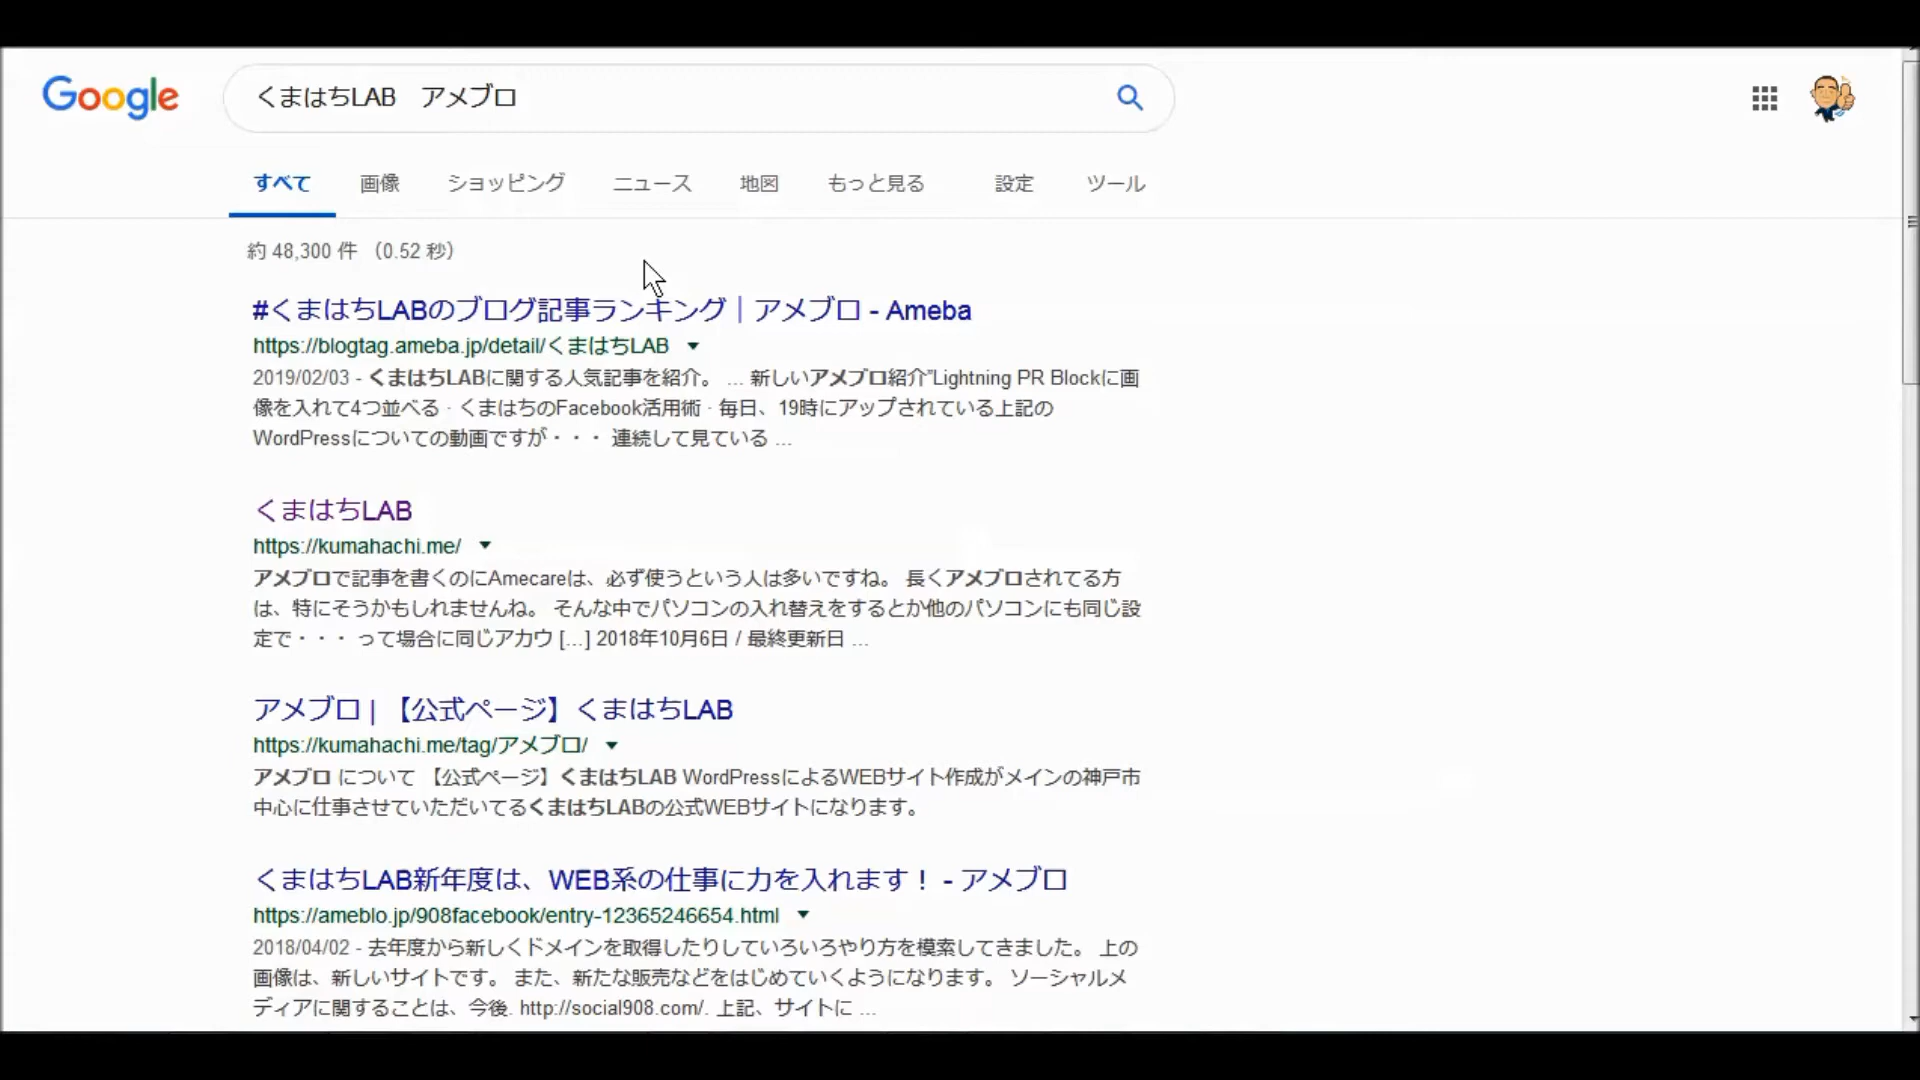 Google
くまはちLAB　アメブロ
すべて 画像 ショッピング ニュース 地図 もっと見る 設定 ツール
約 48,300 件 （0.52 秒）
#くまはちLABのブログ記事ランキング｜アメブロ - Ameba
https://blogtag.ameba.jp/detail/くまはちLAB
2019/02/03 - くまはちLABに関する人気記事を紹介。 ... 新しいアメブロ紹介”Lightning PR Blockに画
像を入れて4つ並べる · くまはちのFacebook活用術 · 毎日、19時にアップされている上記の
WordPressについての動画ですが・・・ 連続して見ている ...
くまはちLAB
https://kumahachi.me/
アメブロで記事を書くのにAmecareは、必ず使うという人は多いですね。 長くアメブロされてる方
は、特にそうかもしれませんね。 そんな中でパソコンの入れ替えをするとか他のパソコンにも同じ設
定で・・・ って場合に同じアカウ [...] 2018年10月6日 / 最終更新日 ...
アメブロ | 【公式ページ】くまはちLAB
https://kumahachi.me/tag/アメブロ/
アメブロ について 【公式ページ】くまはちLAB WordPressによるWEBサイト作成がメインの神戸市
中心に仕事させていただいてるくまはちLABの公式WEBサイトになります。
くまはちLAB新年度は、WEB系の仕事に力を入れます！ - アメブロ
https://ameblo.jp/908facebook/entry-12365246654.html
2018/04/02 - 去年度から新しくドメインを取得したりしていろいろやり方を模索してきました。 上の
画像は、新しいサイトです。 また、新たな販売などをはじめていくようになります。 ソーシャルメ
ディアに関することは、今後. http://social908.com/. 上記、サイトに ...